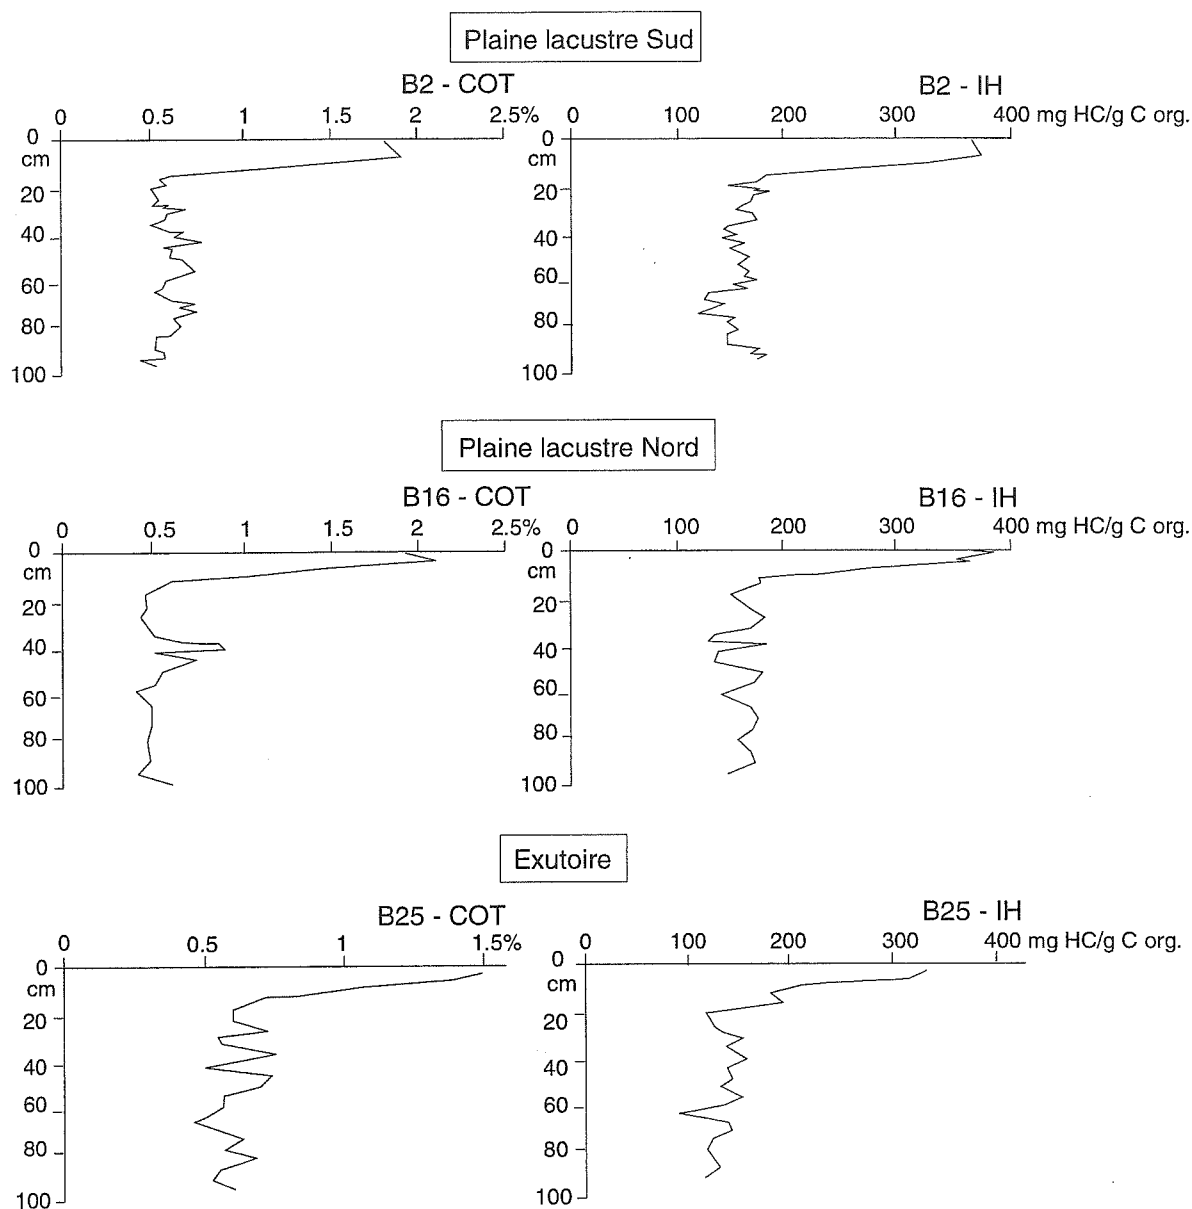 Plaine lacustre Sud
B2 - COT
B2 - IH
0 0.5 1 1.5 2 2.5%
0 100 200 300 400 mg HC/g C org.
0
cm
20
40
60
80
100
0
cm
20
40
60
80
100
Plaine lacustre Nord
B16 - COT
B16 - IH
0 0.5 1 1.5 2 2.5%
0 100 200 300 400 mg HC/g C org.
0
cm
20
40
60
80
100
0
cm
20
40
60
80
100
Exutoire
B25 - COT
B25 - IH
0 0.5 1 1.5%
0 100 200 300 400 mg HC/g C org.
0
cm
20
40
60
80
100
0
cm
20
40
60
80
100